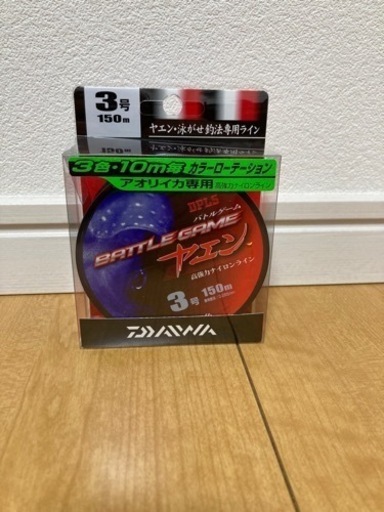 3号
150m
ヤエン・泳がせ釣法専用ライン
3色・10m毎 カラーローテーション
アオリイカ専用 高強力ナイロンライン
DPLS
バトルゲーム
BATTLE GAME
ヤエン
高強力ナイロンライン
3号 150m
DAIWA